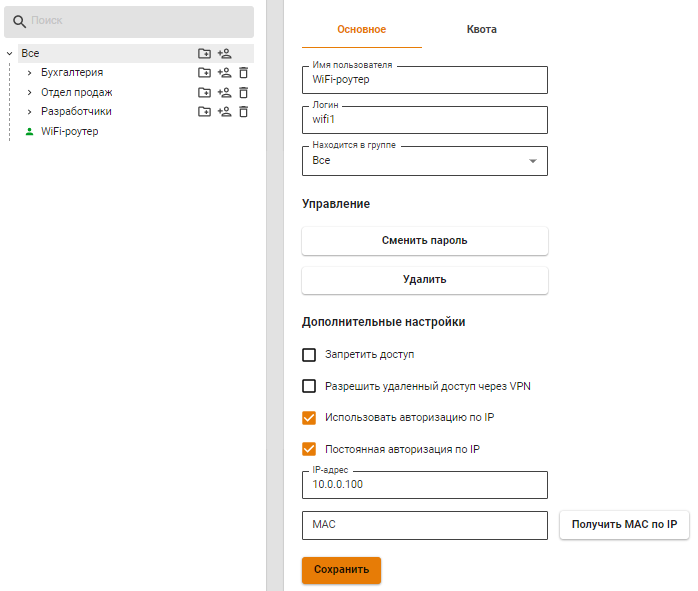 Поиск
Все
Бухгалтерия
Отдел продаж
Разработчики
WiFi-роутер
Основное
Квота
Имя пользователя
WiFi-роутер
Логин
wifi1
Находится в группе
Все
Управление
Сменить пароль
Удалить
Дополнительные настройки
Запретить доступ
Разрешить удаленный доступ через VPN
Использовать авторизацию по IP
Постоянная авторизация по IP
IP-адрес
10.0.0.100
MAC
Получить MAC по IP
Сохранить